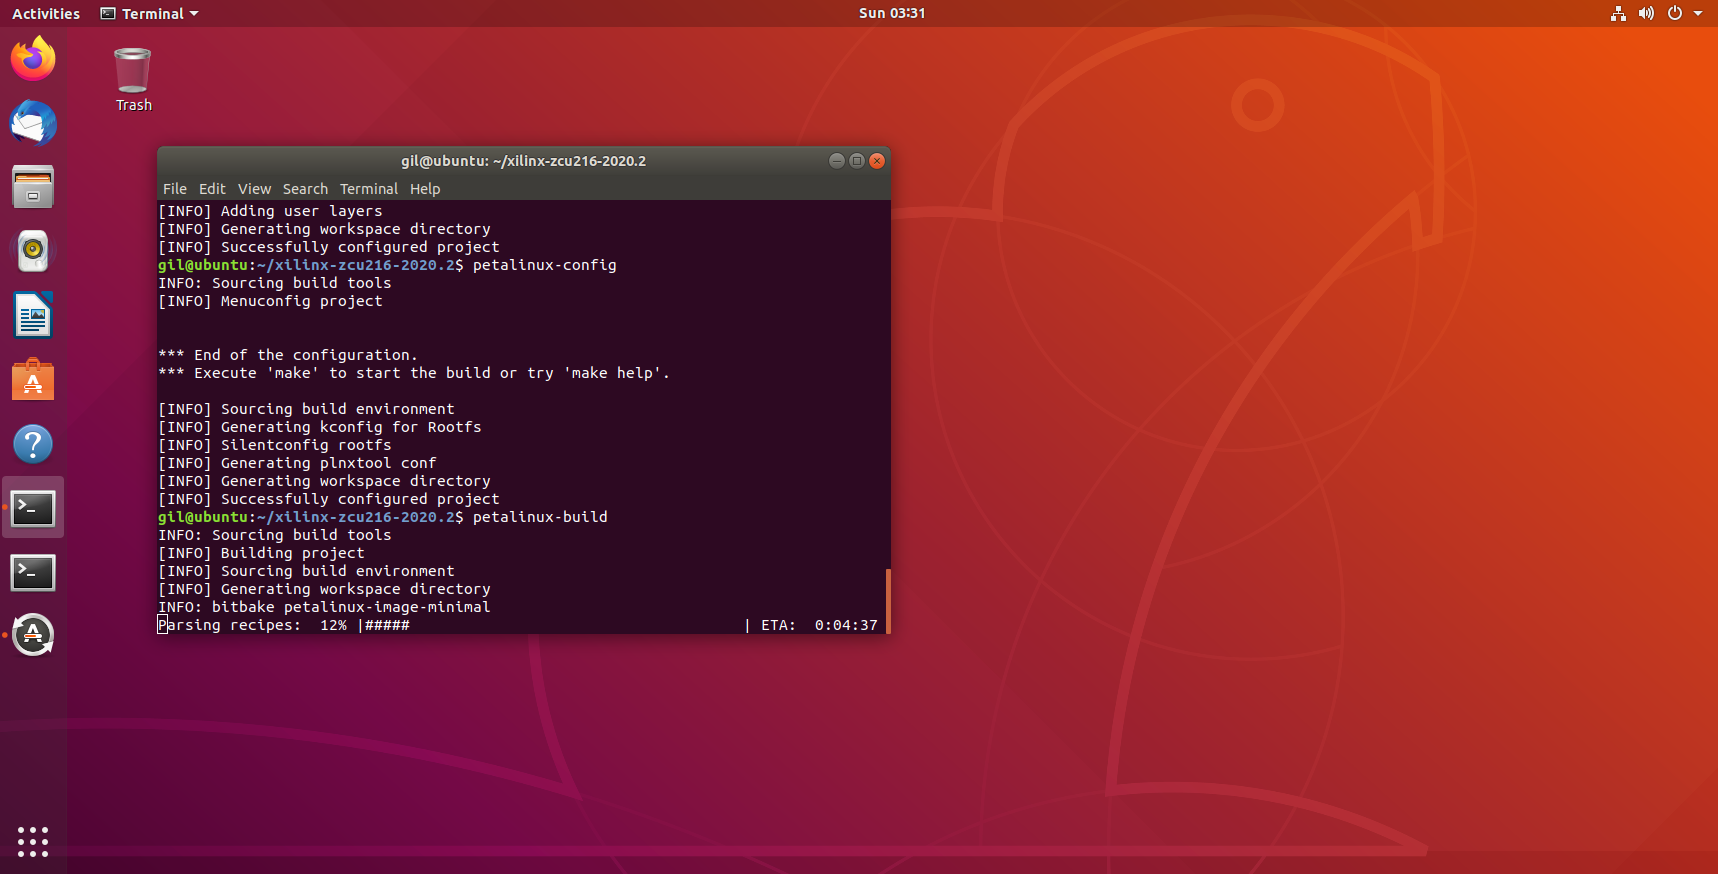 Activities
Terminal
Sun 03:31
Trash
gil@ubuntu: ~/xilinx-zcu216-2020.2
File Edit View Search Terminal Help
[INFO] Adding user layers
[INFO] Generating workspace directory
[INFO] Successfully configured project
gil@ubuntu:~/xilinx-zcu216-2020.2$ petalinux-config
INFO: Sourcing build tools
[INFO] Menuconfig project
*** End of the configuration.
*** Execute 'make' to start the build or try 'make help'.
[INFO] Sourcing build environment
[INFO] Generating kconfig for Rootfs
[INFO] Silentconfig rootfs
[INFO] Generating plnxtool conf
[INFO] Generating workspace directory
[INFO] Successfully configured project
gil@ubuntu:~/xilinx-zcu216-2020.2$ petalinux-build
INFO: Sourcing build tools
[INFO] Building project
[INFO] Sourcing build environment
[INFO] Generating workspace directory
INFO: bitbake petalinux-image-minimal
Parsing recipes:  12% |#####                                     | ETA:  0:04:37